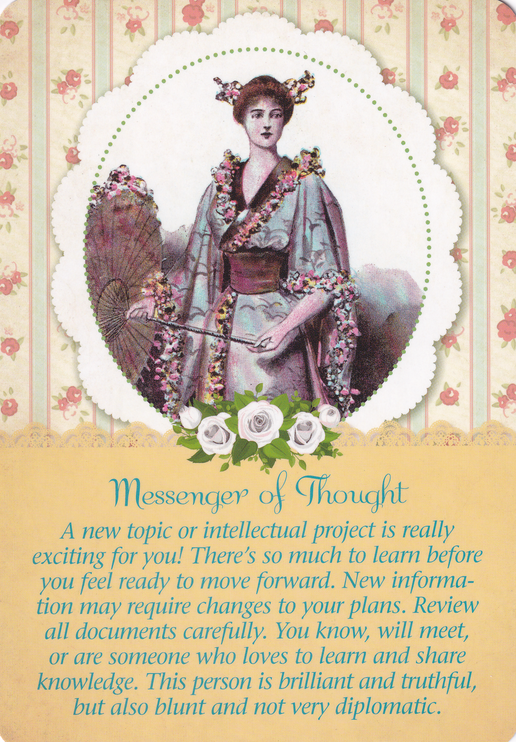 Messenger of Thought
A new topic or intellectual project is really
exciting for you! There's so much to learn before
you feel ready to move forward. New informa-
tion may require changes to your plans. Review
all documents carefully. You know, will meet,
or are someone who loves to learn and share
knowledge. This person is brilliant and truthful,
but also blunt and not very diplomatic.